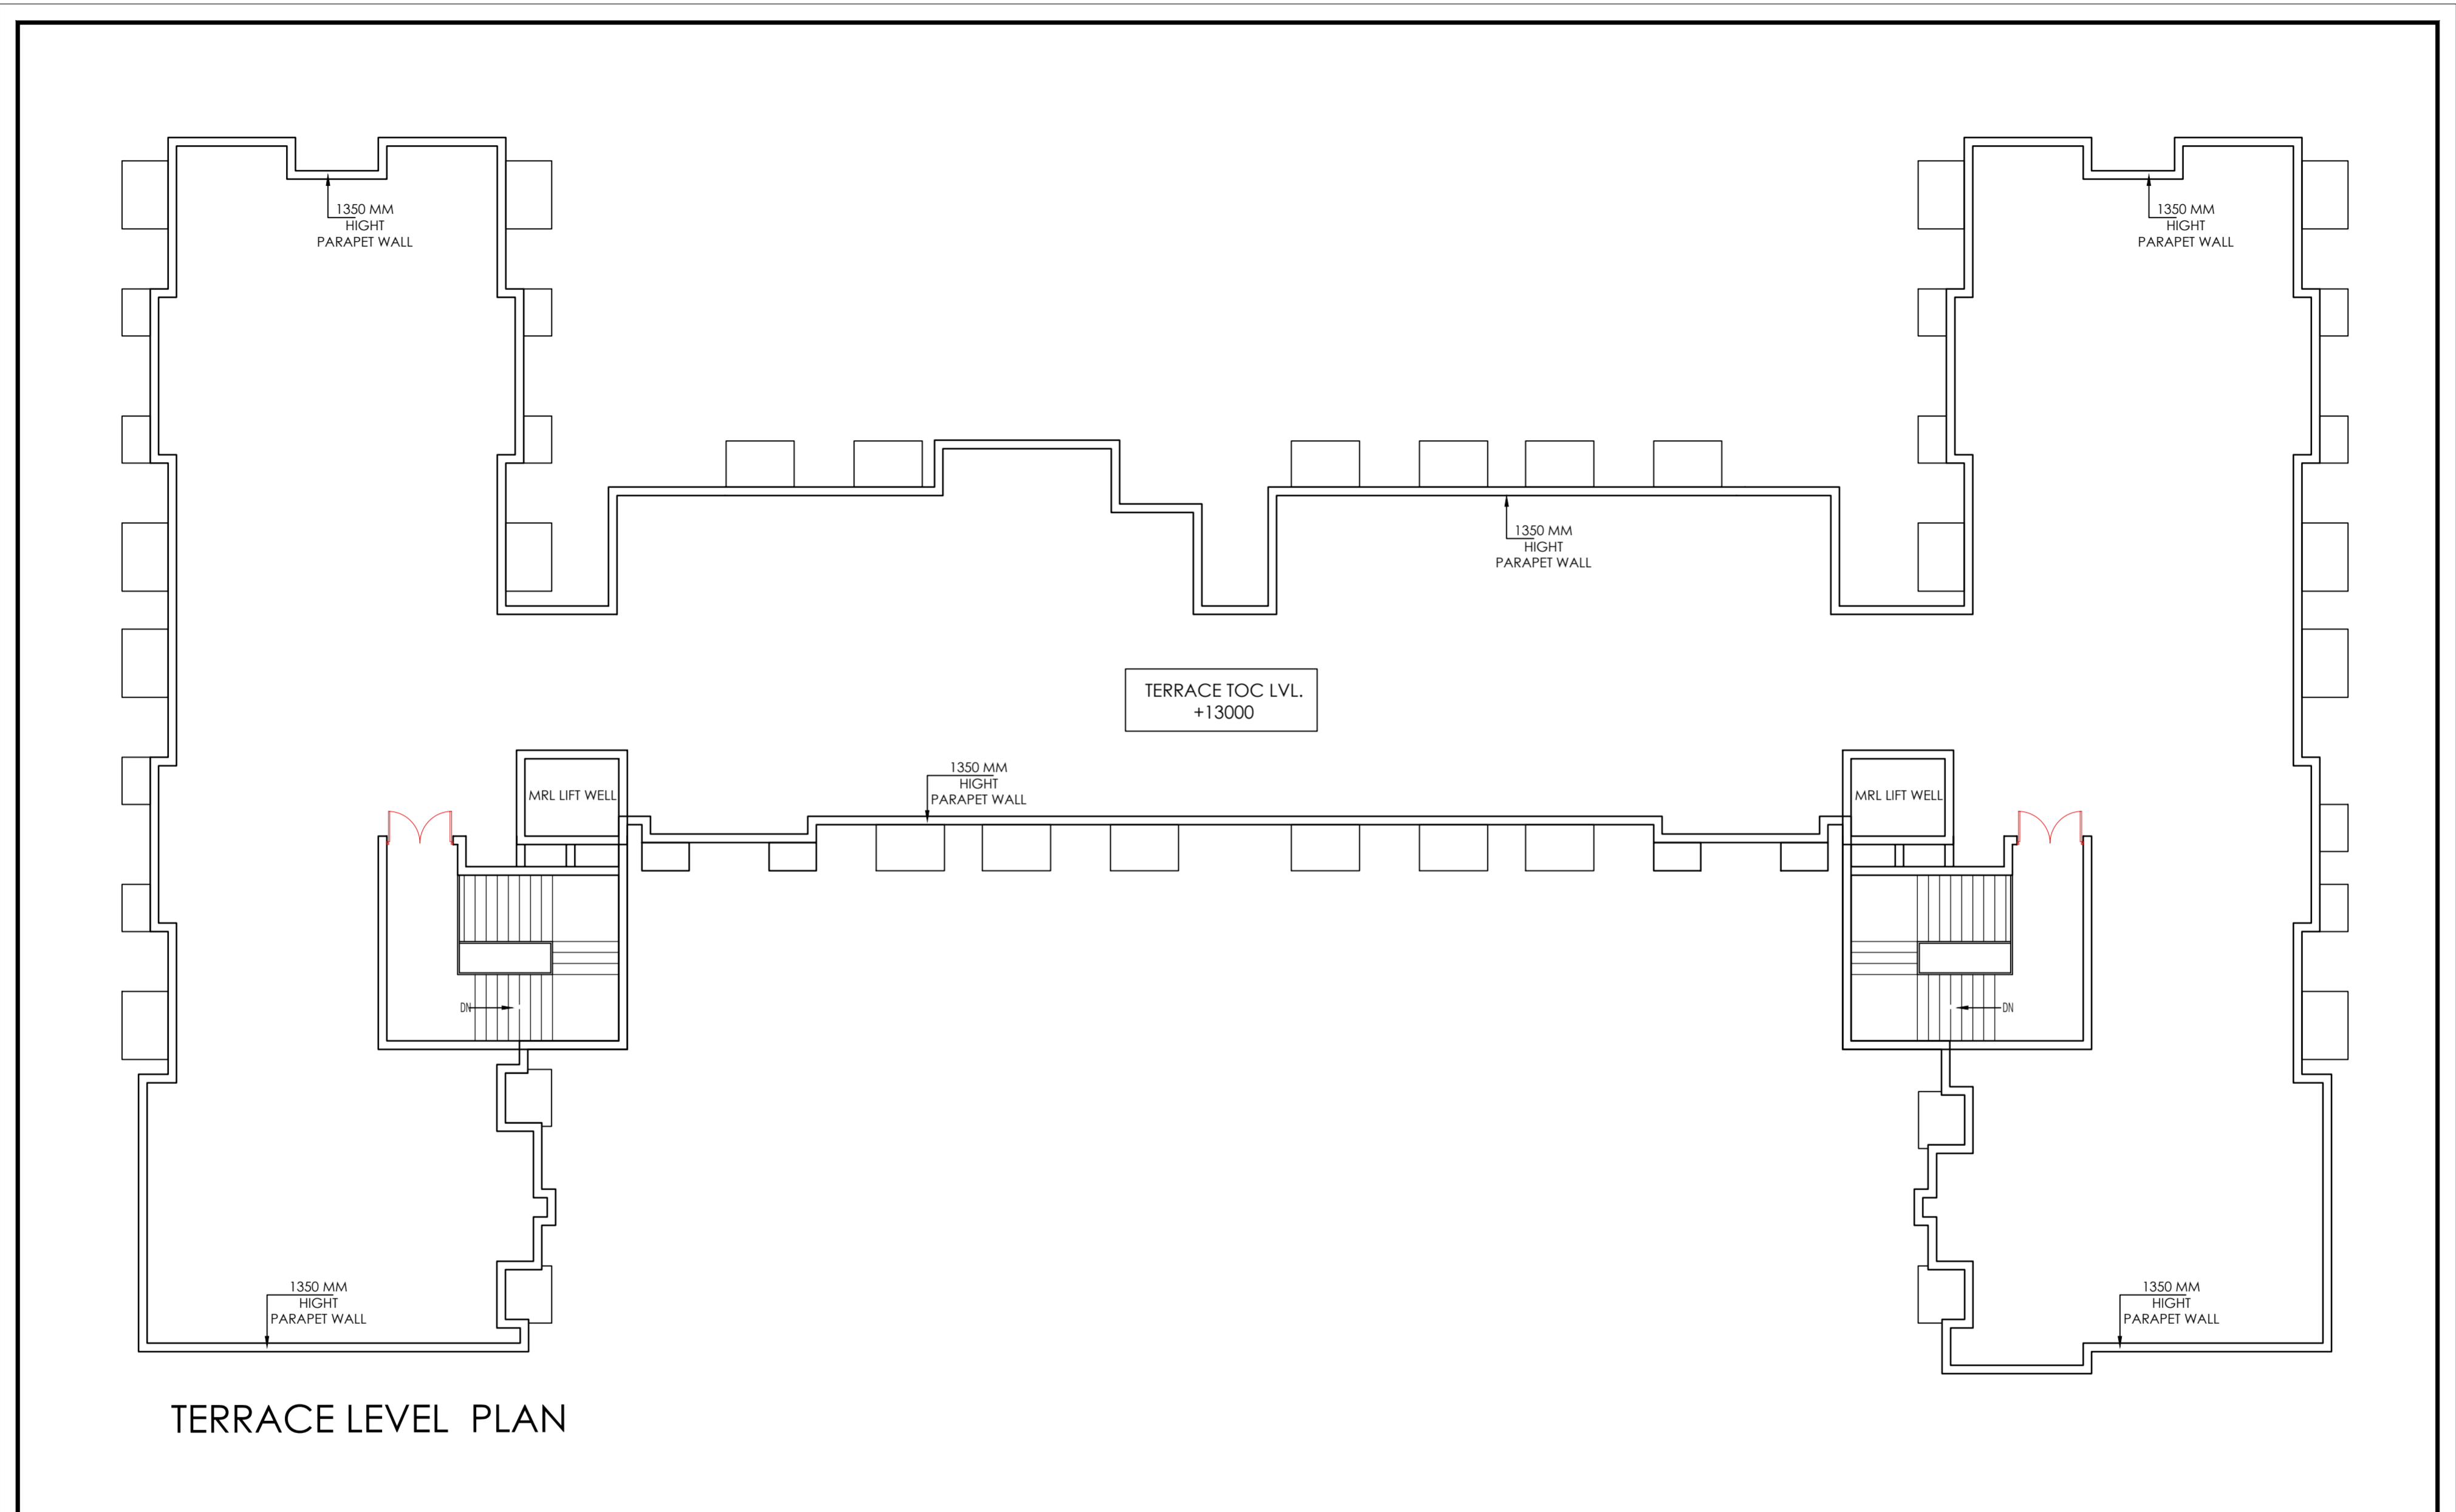 1350 MM
HIGHT
PARAPET WALL
1350 MM
HIGHT
PARAPET WALL
1350 MM
HIGHT
PARAPET WALL
TERRACE TOC LVL.
+13000
1350 MM
HIGHT
PARAPET WALL
MRL LIFT WELL
MRL LIFT WELL
DN
DN
1350 MM
HIGHT
PARAPET WALL
1350 MM
HIGHT
PARAPET WALL
TERRACE LEVEL PLAN